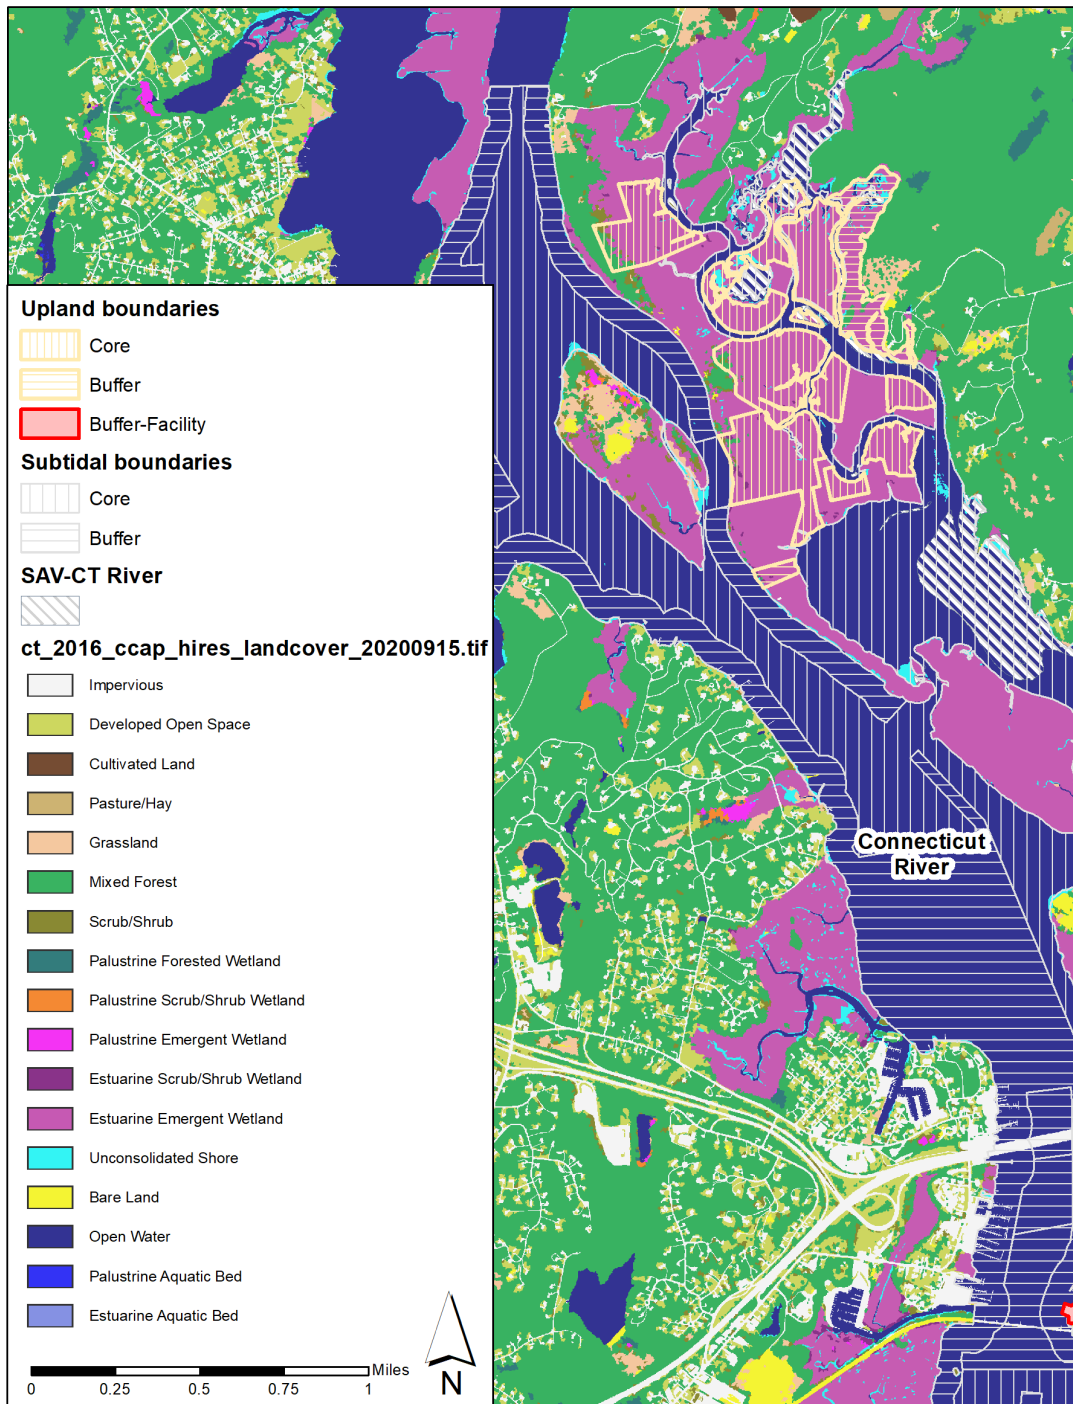 Upland boundaries
Core
Buffer
Buffer-Facility
Subtidal boundaries
Core
Buffer
SAV-CT River
ct_2016_ccap_hires_landcover_20200915.tif
Impervious
Developed Open Space
Cultivated Land
Pasture/Hay
Grassland
Mixed Forest
Scrub/Shrub
Palustrine Forested Wetland
Palustrine Scrub/Shrub Wetland
Palustrine Emergent Wetland
Estuarine Scrub/Shrub Wetland
Estuarine Emergent Wetland
Unconsolidated Shore
Bare Land
Open Water
Palustrine Aquatic Bed
Estuarine Aquatic Bed
Miles
0 0.25 0.5 0.75 1
N
Connecticut
River